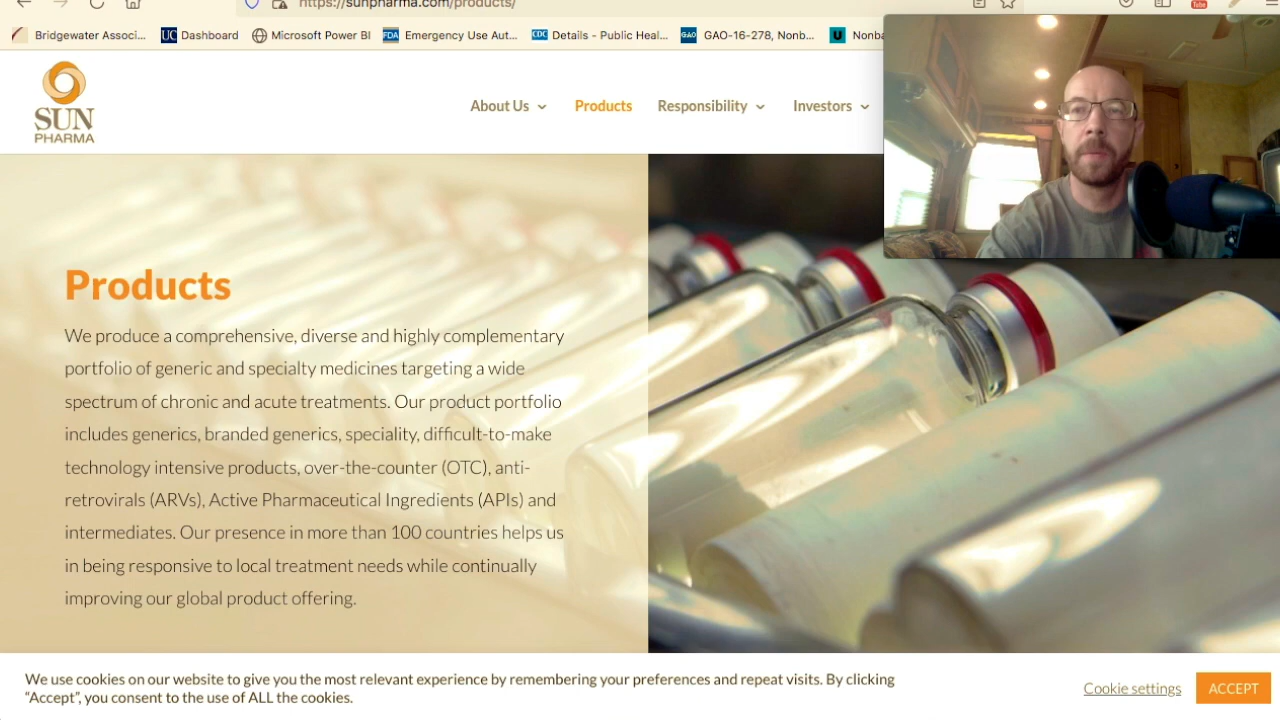 https://sunpharma.com/products/
Bridgewater Associ... UC Dashboard Microsoft Power BI FDA Emergency Use Aut... CDC Details - Public Heal... GAO GAO-16-278, Nonb... U Nonba
SUN
PHARMA
About Us Products Responsibility Investors
Products
We produce a comprehensive, diverse and highly complementary
portfolio of generic and specialty medicines targeting a wide
spectrum of chronic and acute treatments. Our product portfolio
includes generics, branded generics, speciality, difficult-to-make
technology intensive products, over-the-counter (OTC), anti-
retrovirals (ARVs), Active Pharmaceutical Ingredients (APIs) and
intermediates. Our presence in more than 100 countries helps us
in being responsive to local treatment needs while continually
improving our global product offering.
We use cookies on our website to give you the most relevant experience by remembering your preferences and repeat visits. By clicking
“Accept”, you consent to the use of ALL the cookies.
Cookie settings ACCEPT